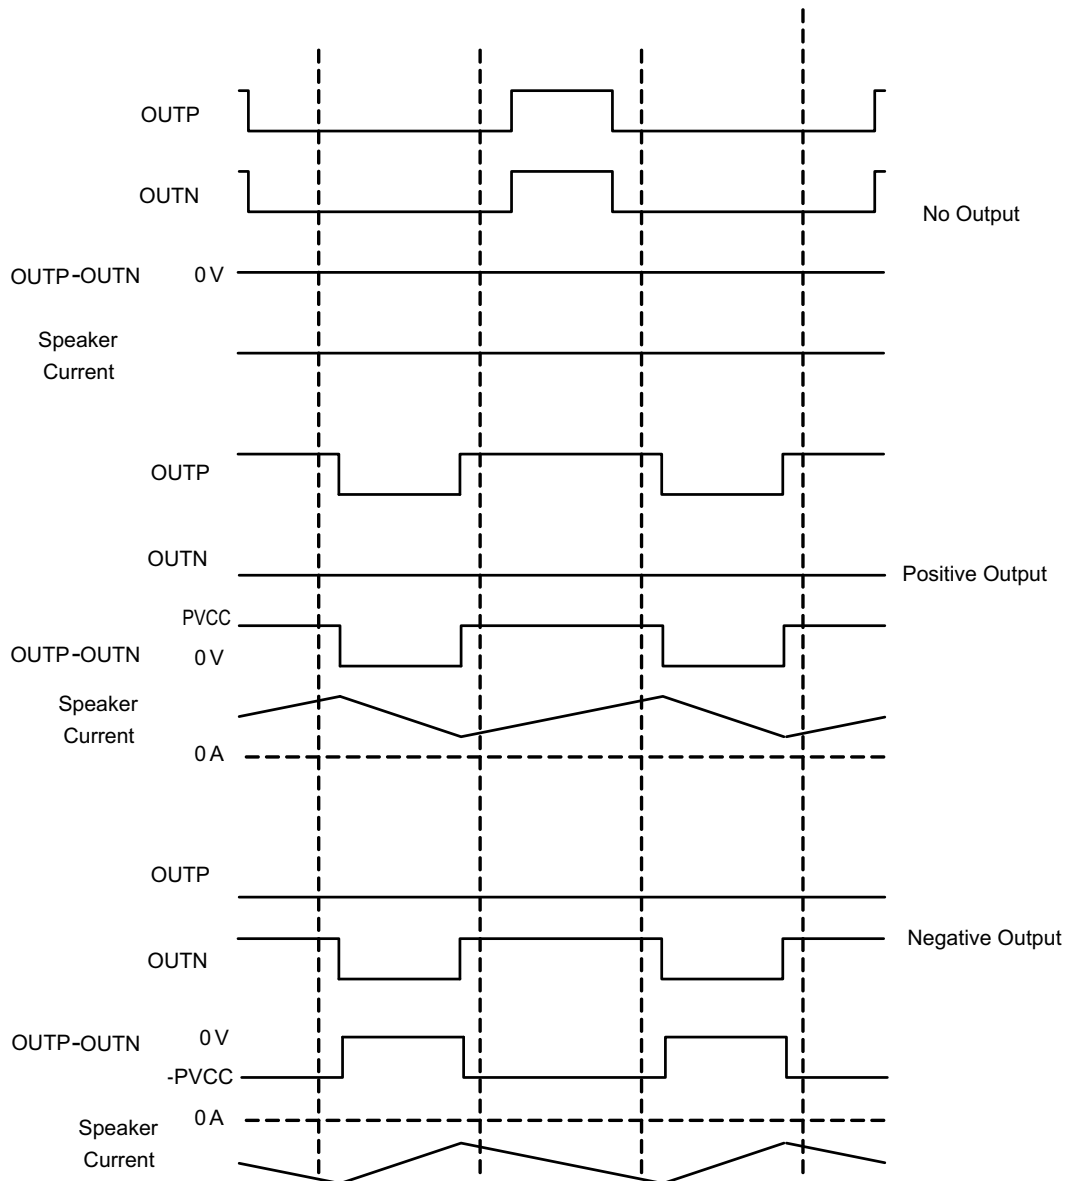 OUTP
OUTN
No Output
OUTP-OUTN 0 V
Speaker
Current
OUTP
OUTN
Positive Output
PVCC
OUTP-OUTN 0 V
Speaker
Current
0 A
OUTP
Negative Output
OUTN
OUTP-OUTN 0 V
-PVCC
0 A
Speaker
Current